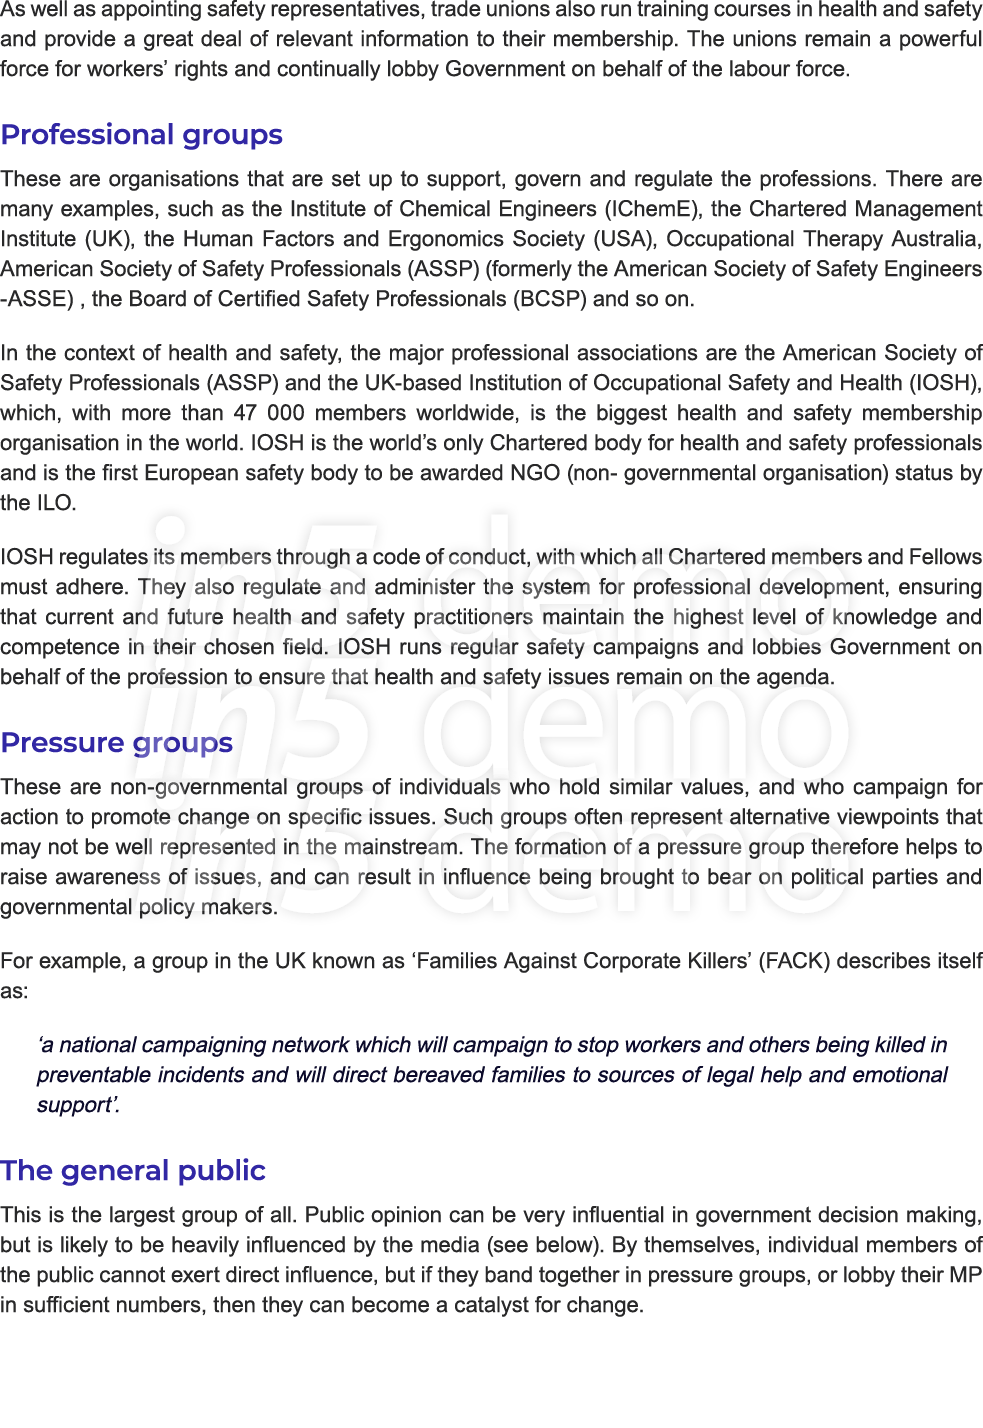 As well as appointing safety representatives, trade unions also run training courses in health and safety
and provide a great deal of relevant information to their membership. The unions remain a powerful
force for workers’ rights and continually lobby Government on behalf of the labour force.
Professional groups
These are organisations that are set up to support, govern and regulate the professions. There are
many examples, such as the Institute of Chemical Engineers (IChemE), the Chartered Management
Institute (UK), the Human Factors and Ergonomics Society (USA), Occupational Therapy Australia,
American Society of Safety Professionals (ASSP) (formerly the American Society of Safety Engineers
-ASSE) , the Board of Certified Safety Professionals (BCSP) and so on.
In the context of health and safety, the major professional associations are the American Society of
Safety Professionals (ASSP) and the UK-based Institution of Occupational Safety and Health (IOSH),
which, with more than 47 000 members worldwide, is the biggest health and safety membership
organisation in the world. IOSH is the world’s only Chartered body for health and safety professionals
and is the first European safety body to be awarded NGO (non- governmental organisation) status by
the ILO.
IOSH regulates its members through a code of conduct, with which all Chartered members and Fellows
must adhere. They also regulate and administer the system for professional development, ensuring
that current and future health and safety practitioners maintain the highest level of knowledge and
competence in their chosen field. IOSH runs regular safety campaigns and lobbies Government on
behalf of the profession to ensure that health and safety issues remain on the agenda.
in5 demo
in5 demo
in5 demo
Pressure groups
These are non-governmental groups of individuals who hold similar values, and who campaign for
action to promote change on specific issues. Such groups often represent alternative viewpoints that
may not be well represented in the mainstream. The formation of a pressure group therefore helps to
raise awareness of issues, and can result in influence being brought to bear on political parties and
governmental policy makers.
For example, a group in the UK known as ‘Families Against Corporate Killers’ (FACK) describes itself
as:
‘a national campaigning network which will campaign to stop workers and others being killed in
preventable incidents and will direct bereaved families to sources of legal help and emotional
support’.
The general public
This is the largest group of all. Public opinion can be very influential in government decision making,
but is likely to be heavily influenced by the media (see below). By themselves, individual members of
the public cannot exert direct influence, but if they band together in pressure groups, or lobby their MP
in sufficient numbers, then they can become a catalyst for change.